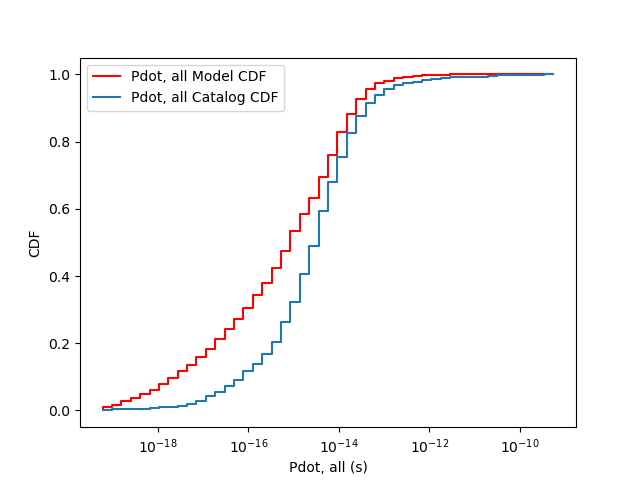 Pdot, all Model CDF
Pdot, all Catalog CDF
1.0
0.8
0.6
0.4
0.2
0.0
CDF
10⁻¹⁸
10⁻¹⁶
10⁻¹⁴
10⁻¹²
10⁻¹⁰
Pdot, all (s)